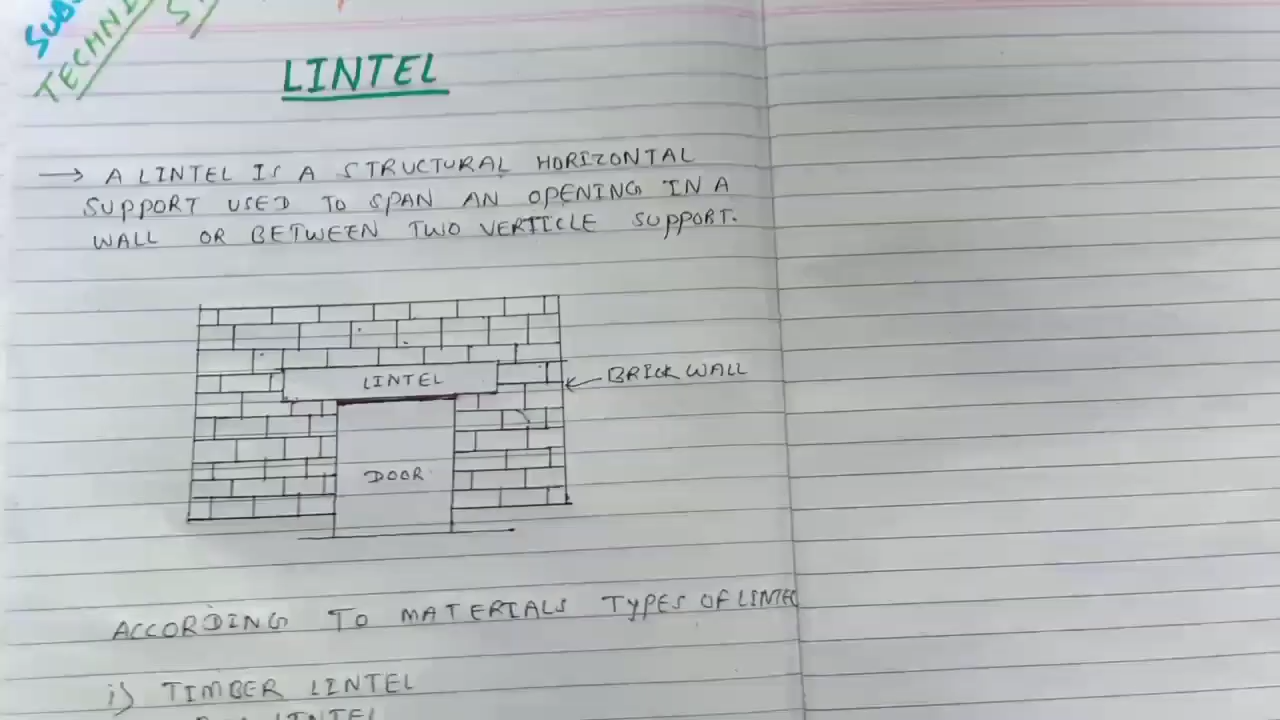 LINTEL
→ A LINTEL IS A STRUCTURAL HORIZONTAL
SUPPORT USED TO SPAN AN OPENING IN A
WALL OR BETWEEN TWO VERTICLE SUPPORT.
LINTEL
BRICK WALL
DOOR
ACCORDING TO MATERIALS TYPES OF LINTEL
i) TIMBER LINTEL
LINTEL